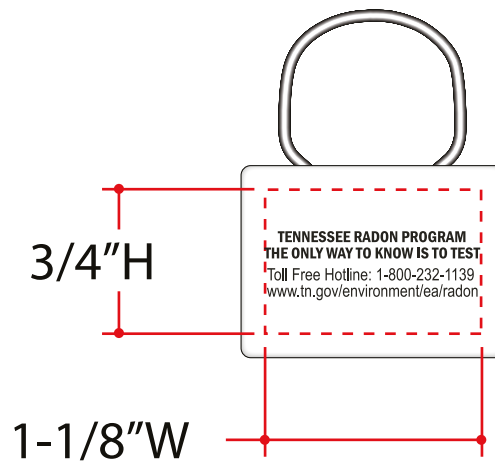 TENNESSEE RADON PROGRAM
THE ONLY WAY TO KNOW IS TO TEST
Toll Free Hotline: 1-800-232-1139
www.tn.gov/environment/ea/radon
3/4”H
1-1/8”W